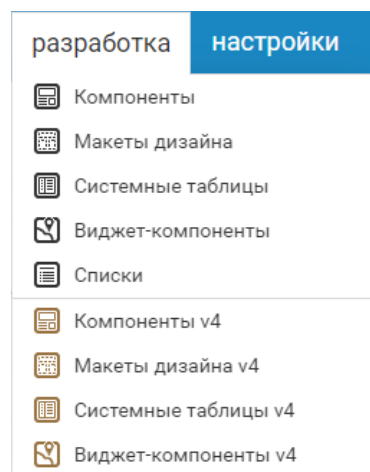 разработка настройки
Компоненты
Макеты дизайна
Системные таблицы
Виджет-компоненты
Списки
Компоненты v4
Макеты дизайна v4
Системные таблицы v4
Виджет-компоненты v4